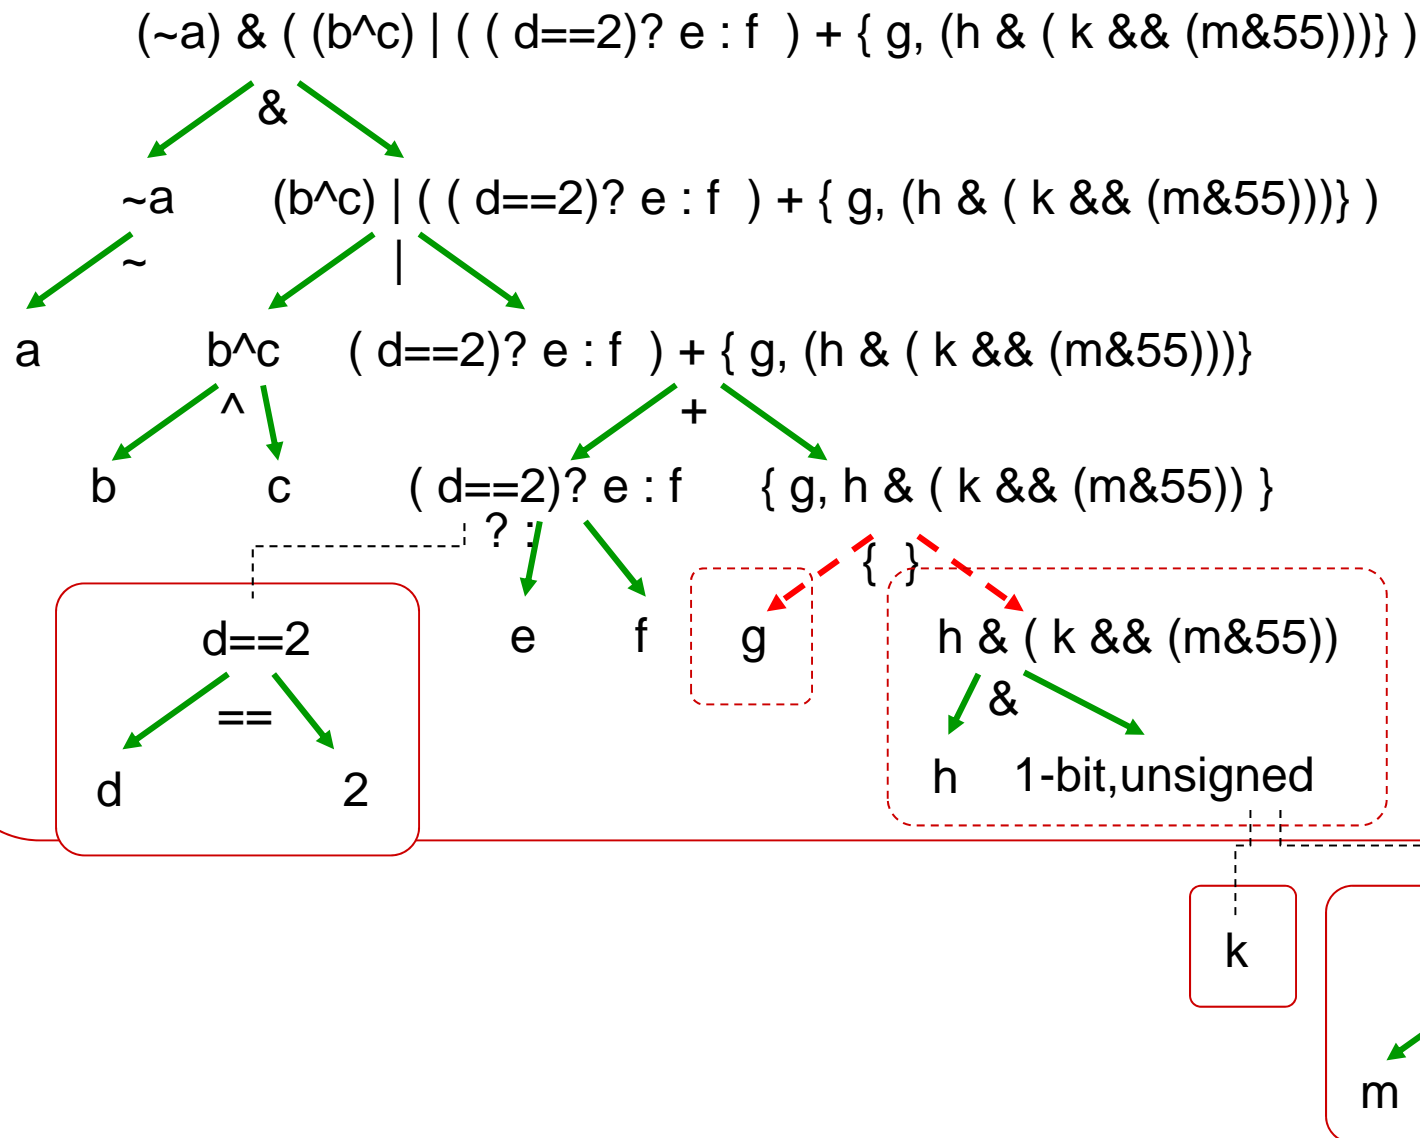 (~a) & ( (b^c) | ( ( d==2)? e : f ) + { g, (h & ( k && (m&55)))} )
&
~a (b^c) | ( ( d==2)? e : f ) + { g, (h & ( k && (m&55)))} )
~ |
a b^c ( d==2)? e : f ) + { g, (h & ( k && (m&55)))}
^ +
b c ( d==2)? e : f { g, h & ( k && (m&55)) }
? : { }
d==2 e f g h & ( k && (m&55))
== &
d 2 h 1-bit,unsigned
k
m